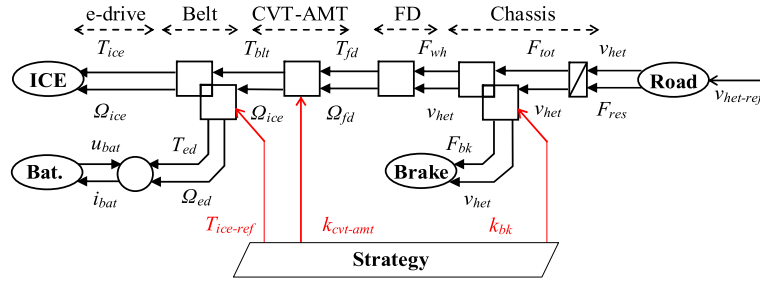 e-drive Belt CVT-AMT FD Chassis
T_ice T_blt T_fd F_wh F_tot v_het
ICE Road
v_het-ref
Ω_ice Ω_ice Ω_fd v_het v_het F_res
u_bat T_ed F_bk
Bat. Brake
i_bat Ω_ed v_het
T_ice-ref k_cvt-amt k_bk
Strategy